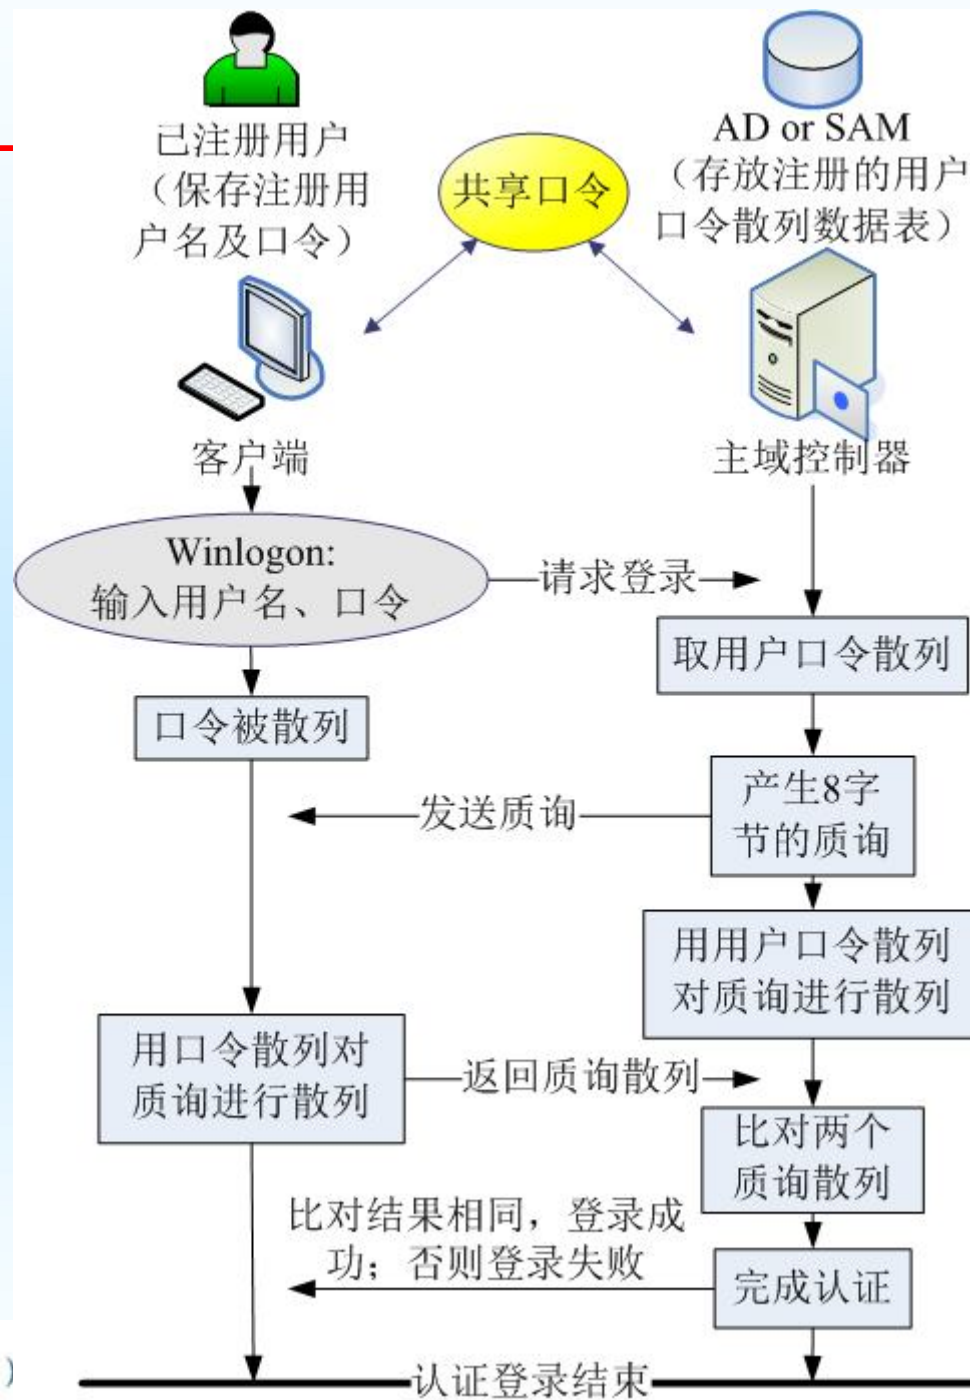 已注册用户
（保存注册用
户名及口令）
共享口令
AD or SAM
（存放注册的用户
口令散列数据表）
客户端
主域控制器
Winlogon:
输入用户名、口令
请求登录
取用户口令散列
口令被散列
产生8字
节的质询
发送质询
用用户口令散列
对质询进行散列
用口令散列对
质询进行散列
返回质询散列
比对两个
质询散列
比对结果相同，登录成
功；否则登录失败
完成认证
)
认证登录结束